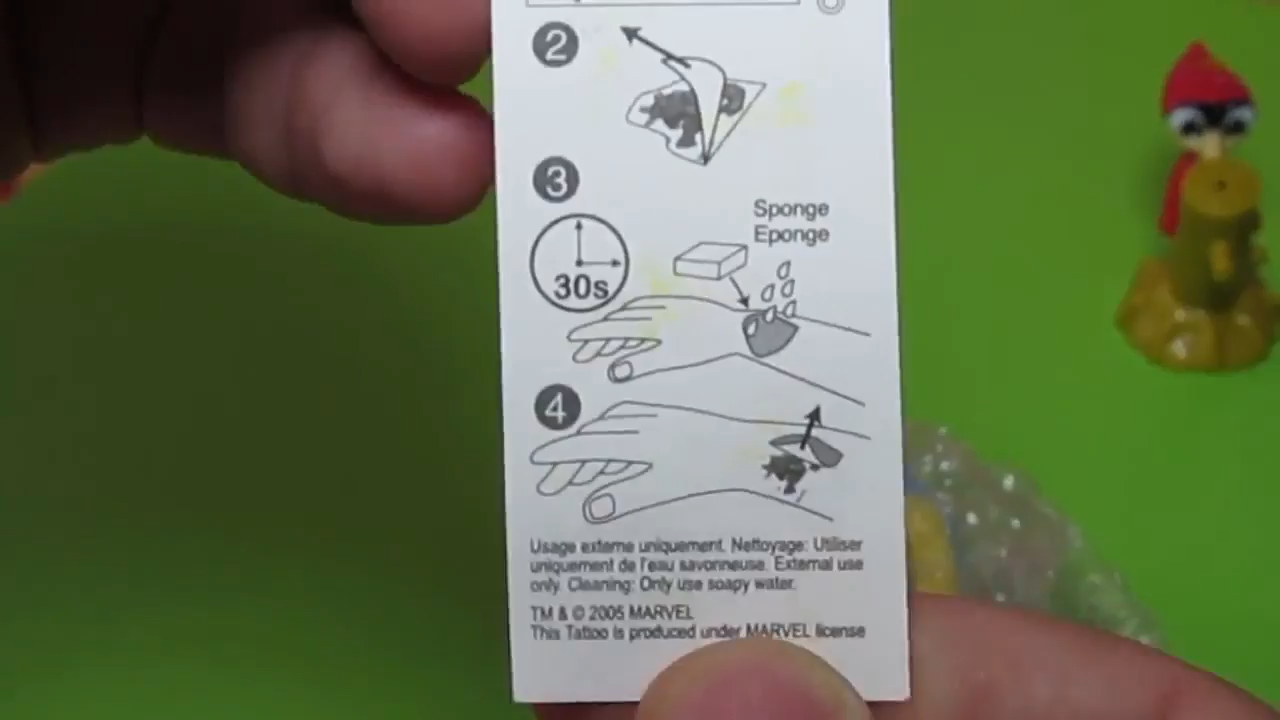 2
3
Sponge
Eponge
30s
4
Usage externe uniquement. Nettoyage: Utiliser
uniquement de l'eau savonneuse. External use
only. Cleaning: Only use soapy water.
TM & © 2005 MARVEL
This Tattoo is produced under MARVEL license